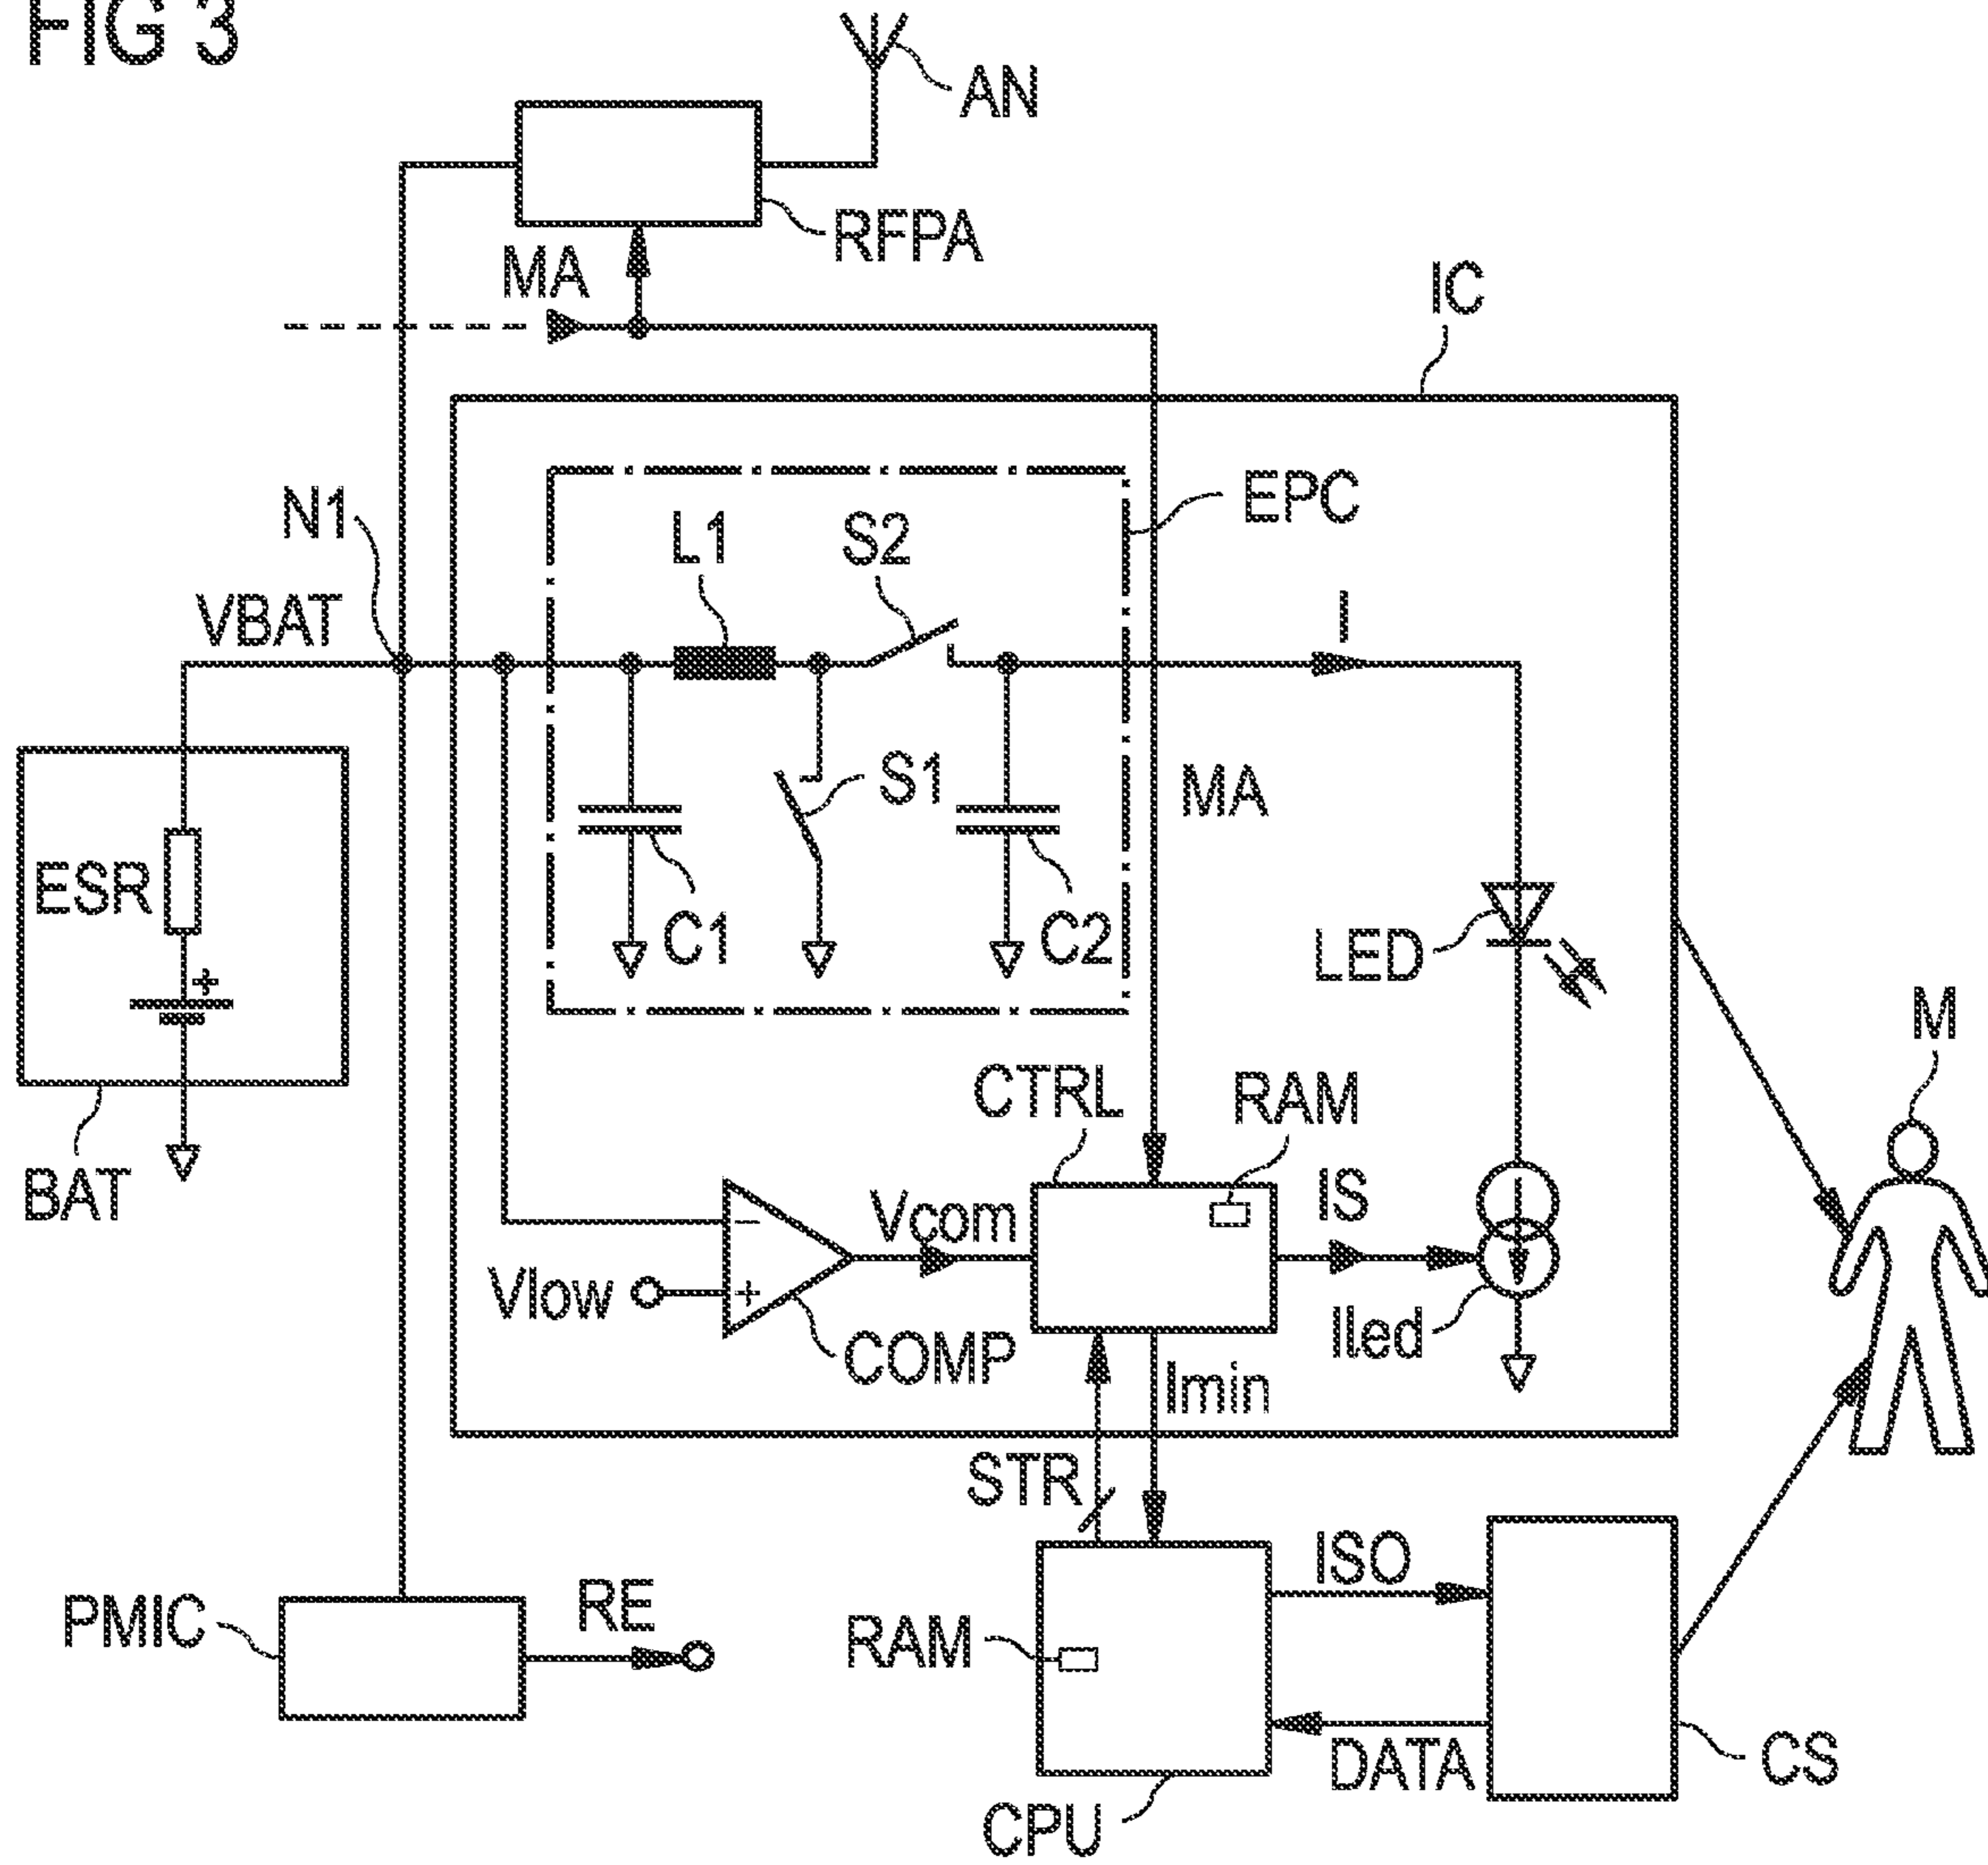 FIG 3
AN
RFPA
MA
IC
EPC
N1
L1
S2
VBAT
I
S1
MA
ESR
+
C1
C2
LED
M
CTRL
RAM
BAT
Vcom
IS
−
Vlow
+
COMP
Iled
Imin
STR
ISO
PMIC
RE
RAM
DATA
CS
CPU